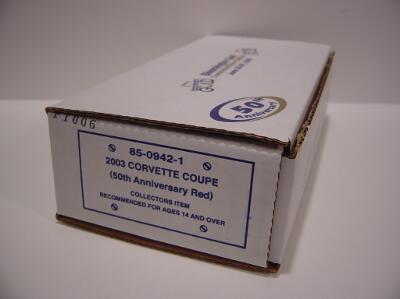 50th
Anniversary
11006
85-0942-1
2003 CORVETTE COUPE
(50th Anniversary Red)
COLLECTORS ITEM
RECOMMENDED FOR AGES 14 AND OVER